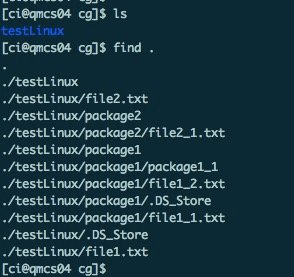 [ci@qmcs04 cg]$ ls
testLinux
[ci@qmcs04 cg]$ find .
.
./testLinux
./testLinux/file2.txt
./testLinux/package2
./testLinux/package2/file2_1.txt
./testLinux/package1
./testLinux/package1/package1_1
./testLinux/package1/file1_2.txt
./testLinux/package1/.DS_Store
./testLinux/package1/file1_1.txt
./testLinux/.DS_Store
./testLinux/file1.txt
[ci@qmcs04 cg]$